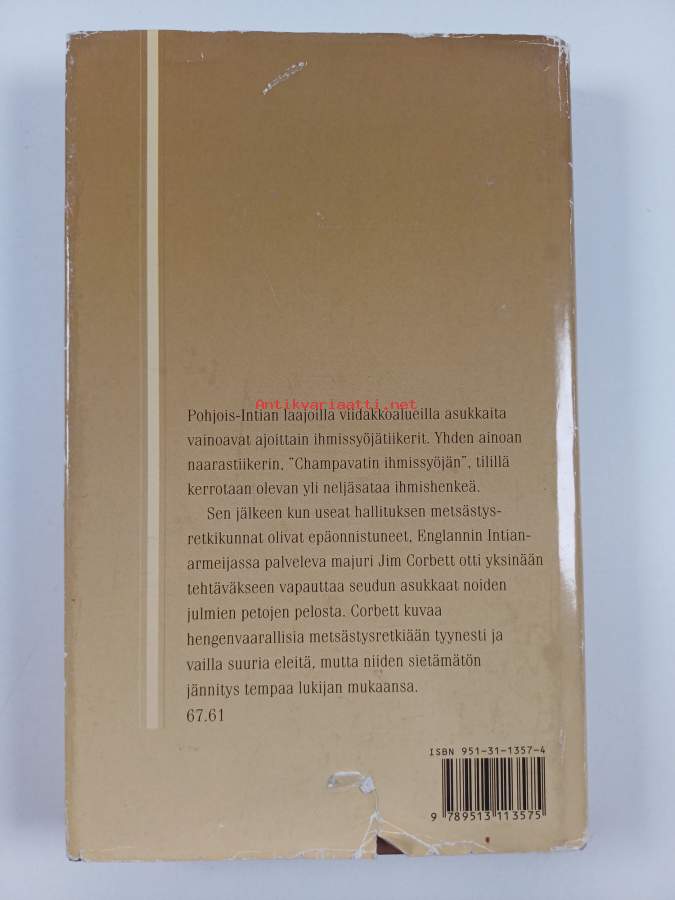 Antikvariaatti.net
Pohjois-Intian laajoilla viidakkoalueilla asukkaita
vainoavat ajoittain ihmissyöjätiikerit. Yhden ainoan
naarastiikerin, ”Champavatin ihmissyöjän”, tilillä
kerrotaan olevan yli neljäsataa ihmishenkeä.
Sen jälkeen kun useat hallituksen metsästys-
retkikunnat olivat epäonnistuneet, Englannin Intian-
armeijassa palveleva majuri Jim Corbett otti yksinään
tehtäväkseen vapauttaa seudun asukkaat noiden
julmien petojen pelosta. Corbett kuvaa
hengenvaarallisia metsästysretkiään tyynesti ja
vailla suuria eleitä, mutta niiden sietämätön
jännitys tempaa lukijan mukaansa.
67.61
ISBN 951-31-1357-4
9 789513 113575